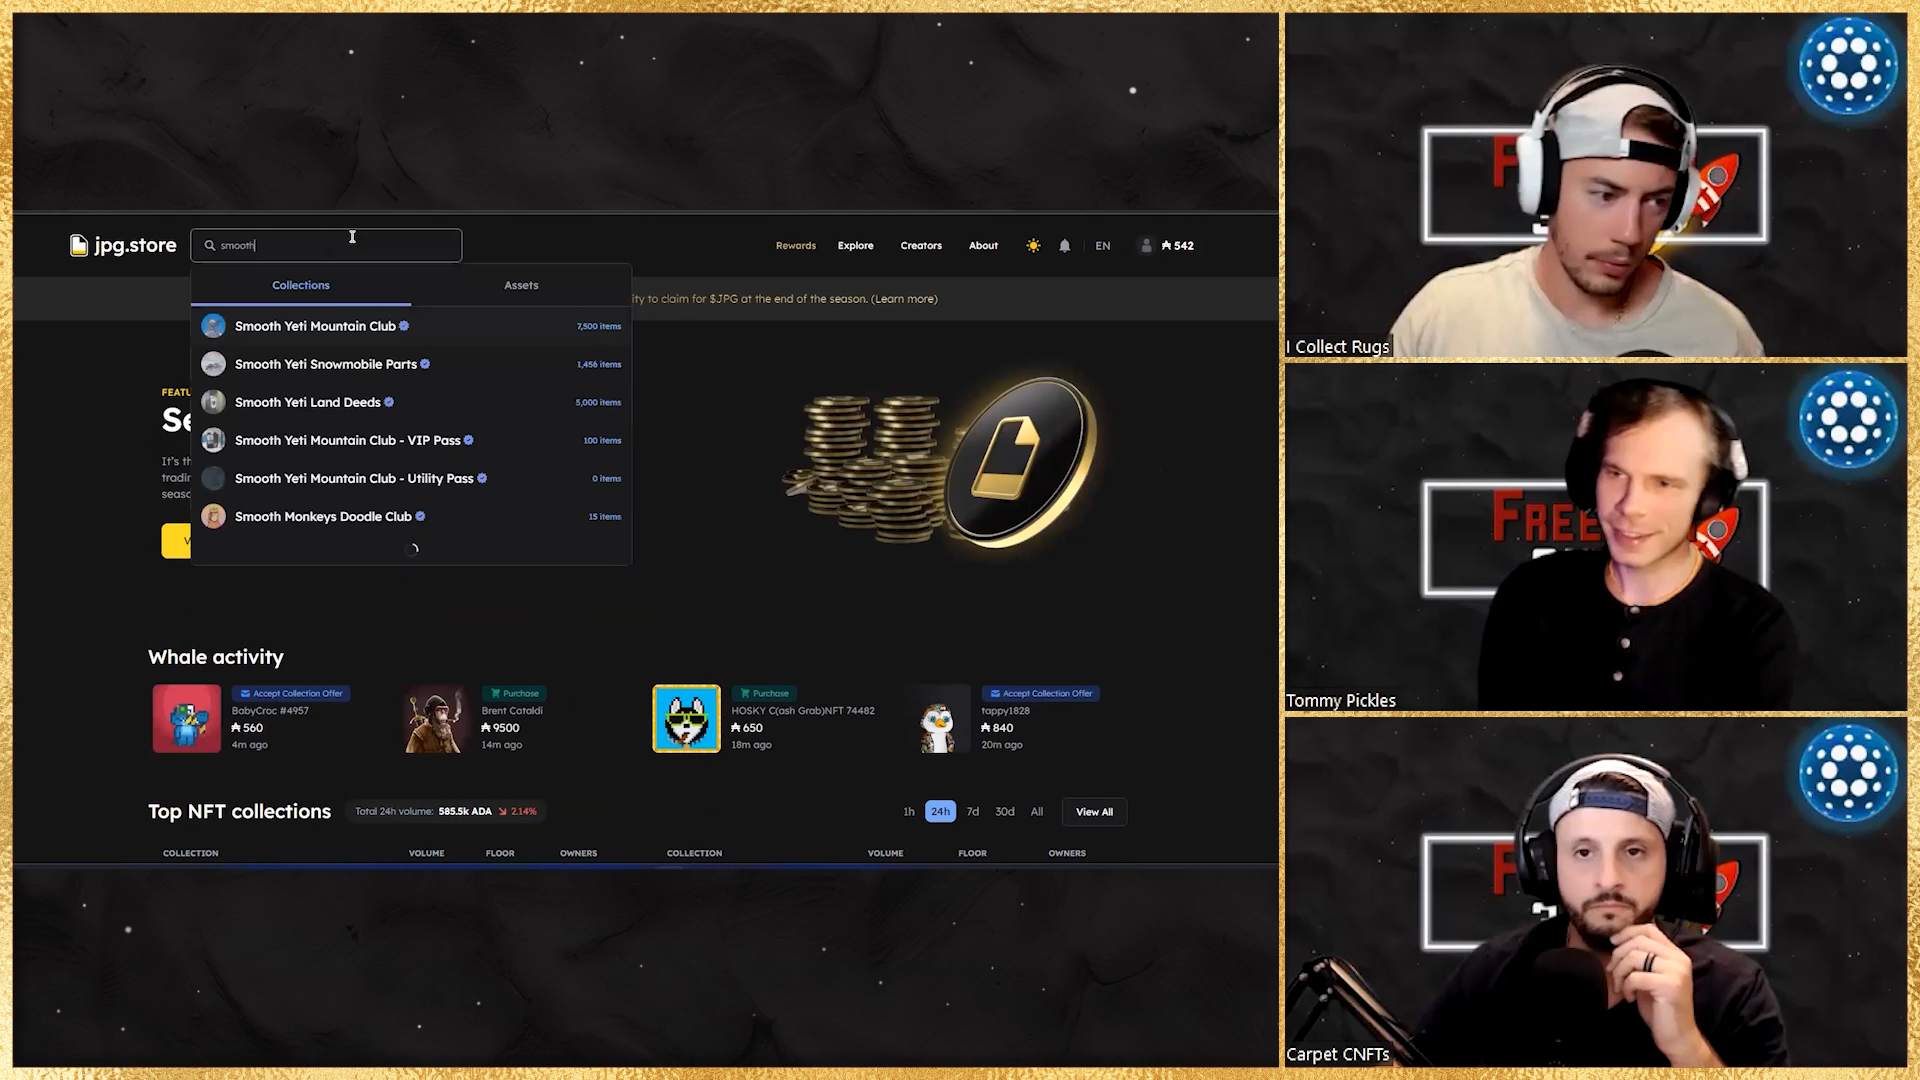 jpg.store
smooth
Rewards
Explore
Creators
About
EN
₳ 542
Collections
Assets
ity to claim for $JPG at the end of the season. (Learn more)
Smooth Yeti Mountain Club
7,500 items
Smooth Yeti Snowmobile Parts
1,456 items
Smooth Yeti Land Deeds
5,000 items
Smooth Yeti Mountain Club - VIP Pass
100 items
Smooth Yeti Mountain Club - Utility Pass
0 items
Smooth Monkeys Doodle Club
15 items
FEATU
Se
It's th
tradin
seaso
V
Whale activity
Accept Collection Offer
BabyCroc #4957
₳ 560
4m ago
Purchase
Brent Cataldi
₳ 9500
14m ago
Purchase
HOSKY C(ash Grab)NFT 74482
₳ 650
18m ago
Accept Collection Offer
tappy1828
₳ 840
20m ago
Top NFT collections
Total 24h volume: 585.5k ADA 2.14%
1h
24h
7d
30d
All
View All
COLLECTION VOLUME FLOOR OWNERS
COLLECTION VOLUME FLOOR OWNERS
F
I Collect Rugs
FREE
Tommy Pickles
F
Carpet CNFTs